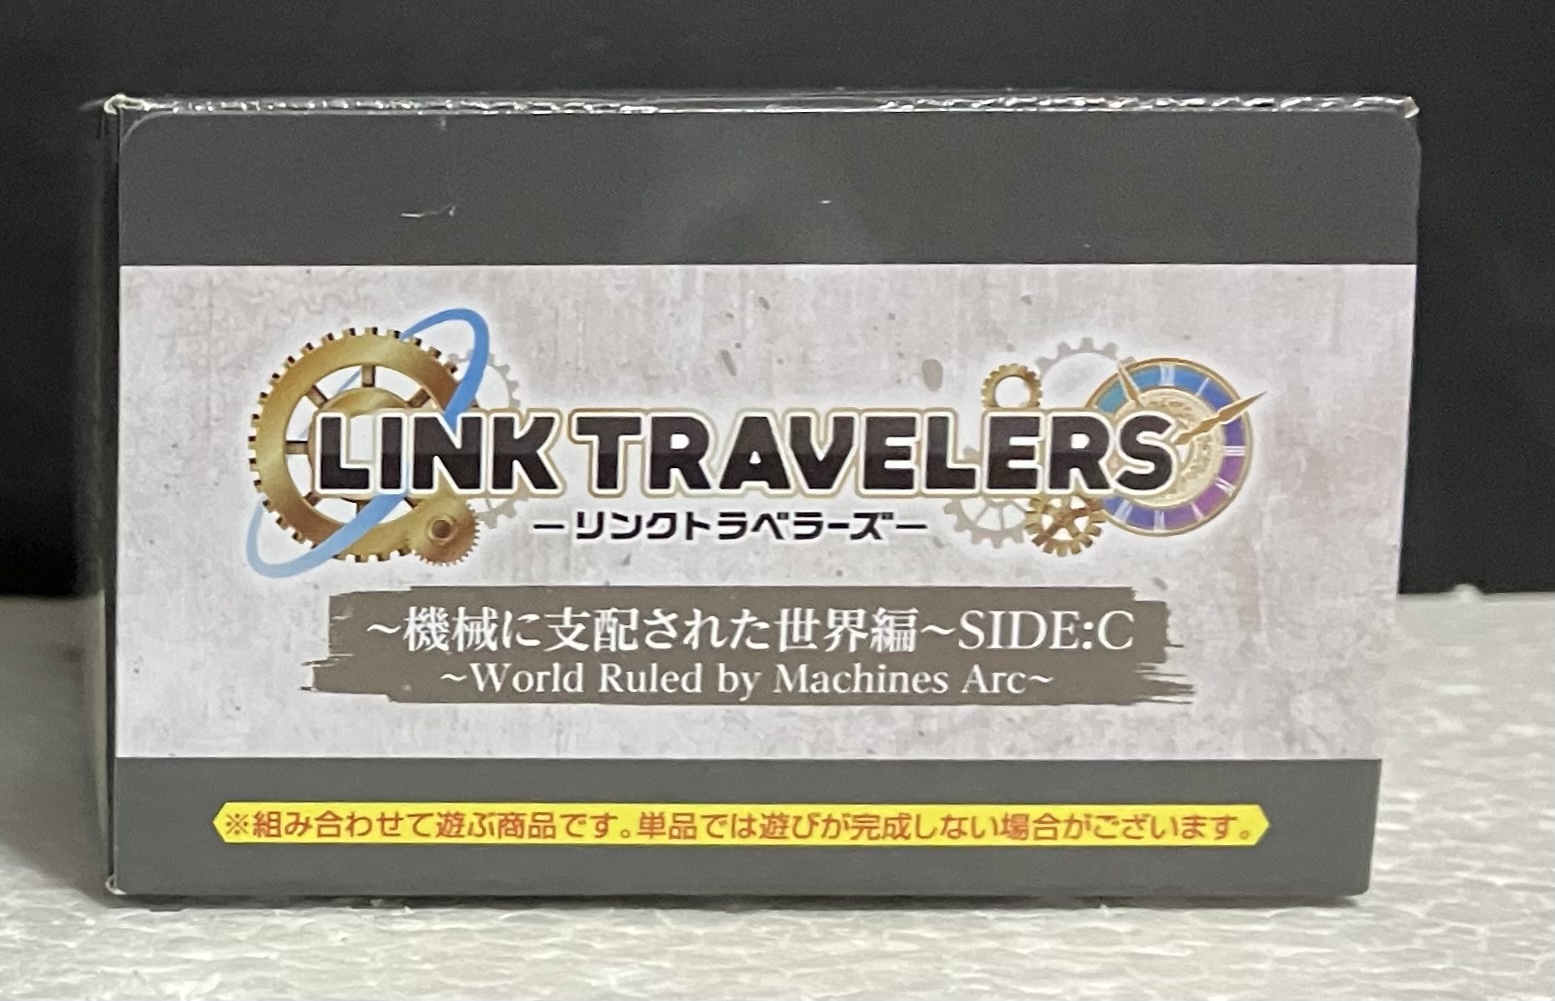 LINK TRAVELERS
ーリンクトラベラーズー
~機械に支配された世界編~SIDE:C
~World Ruled by Machines Arc~
※組み合わせて遊ぶ商品です。単品では遊びが完成しない場合がございます。